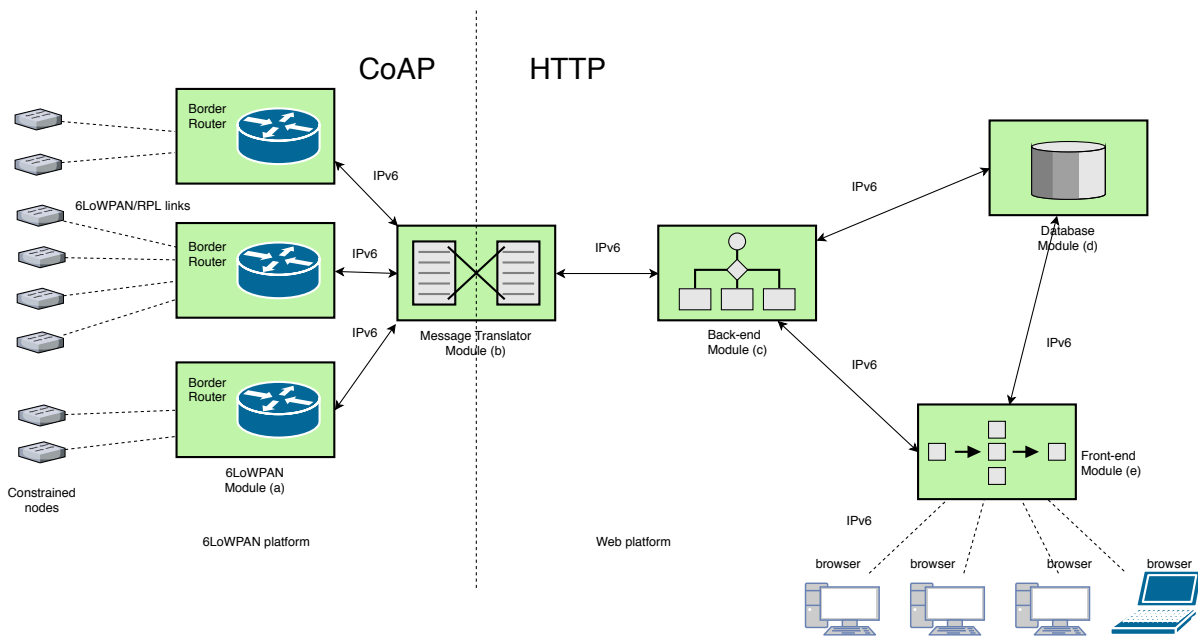 CoAP
HTTP
Border
Router
IPv6
6LoWPAN/RPL links
Border
Router
IPv6
IPv6
Border
Router
Message Translator
Module (b)
6LoWPAN
Module (a)
Constrained
nodes
6LoWPAN platform
IPv6
Back-end
Module (c)
IPv6
Database
Module (d)
IPv6
IPv6
Front-end
Module (e)
Web platform
IPv6
browser
browser
browser
browser